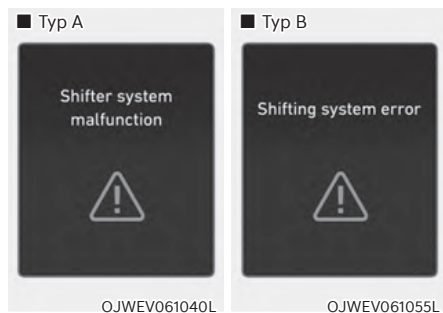 ■ Typ A
Shifter system
malfunction
OJWEV061040L
■ Typ B
Shifting system error
OJWEV061055L